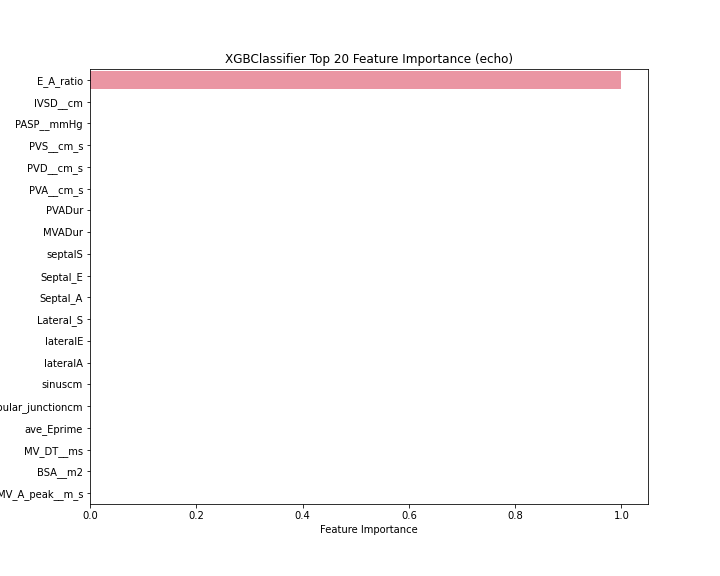 XGBClassifier Top 20 Feature Importance (echo)
E_A_ratio
IVSD__cm
PASP__mmHg
PVS__cm_s
PVD__cm_s
PVA__cm_s
PVADur
MVADur
septalS
Septal_E
Septal_A
Lateral_S
lateralE
lateralA
sinuscm
bular_junctioncm
ave_Eprime
MV_DT__ms
BSA__m2
MV_A_peak__m_s
0.0 0.2 0.4 0.6 0.8 1.0
Feature Importance